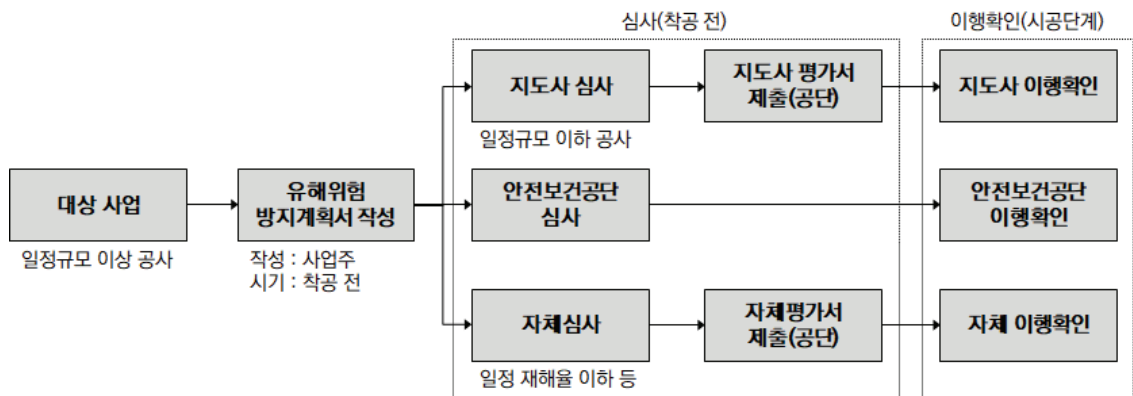 심사(착공 전)
이행확인(시공단계)
지도사 심사
지도사 평가서
제출(공단)
지도사 이행확인
일정규모 이하 공사
대상 사업
유해위험
방지계획서 작성
안전보건공단
심사
안전보건공단
이행확인
일정규모 이상 공사
작성 : 사업주
시기 : 착공 전
자체심사
자체평가서
제출(공단)
자체 이행확인
일정 재해율 이하 등